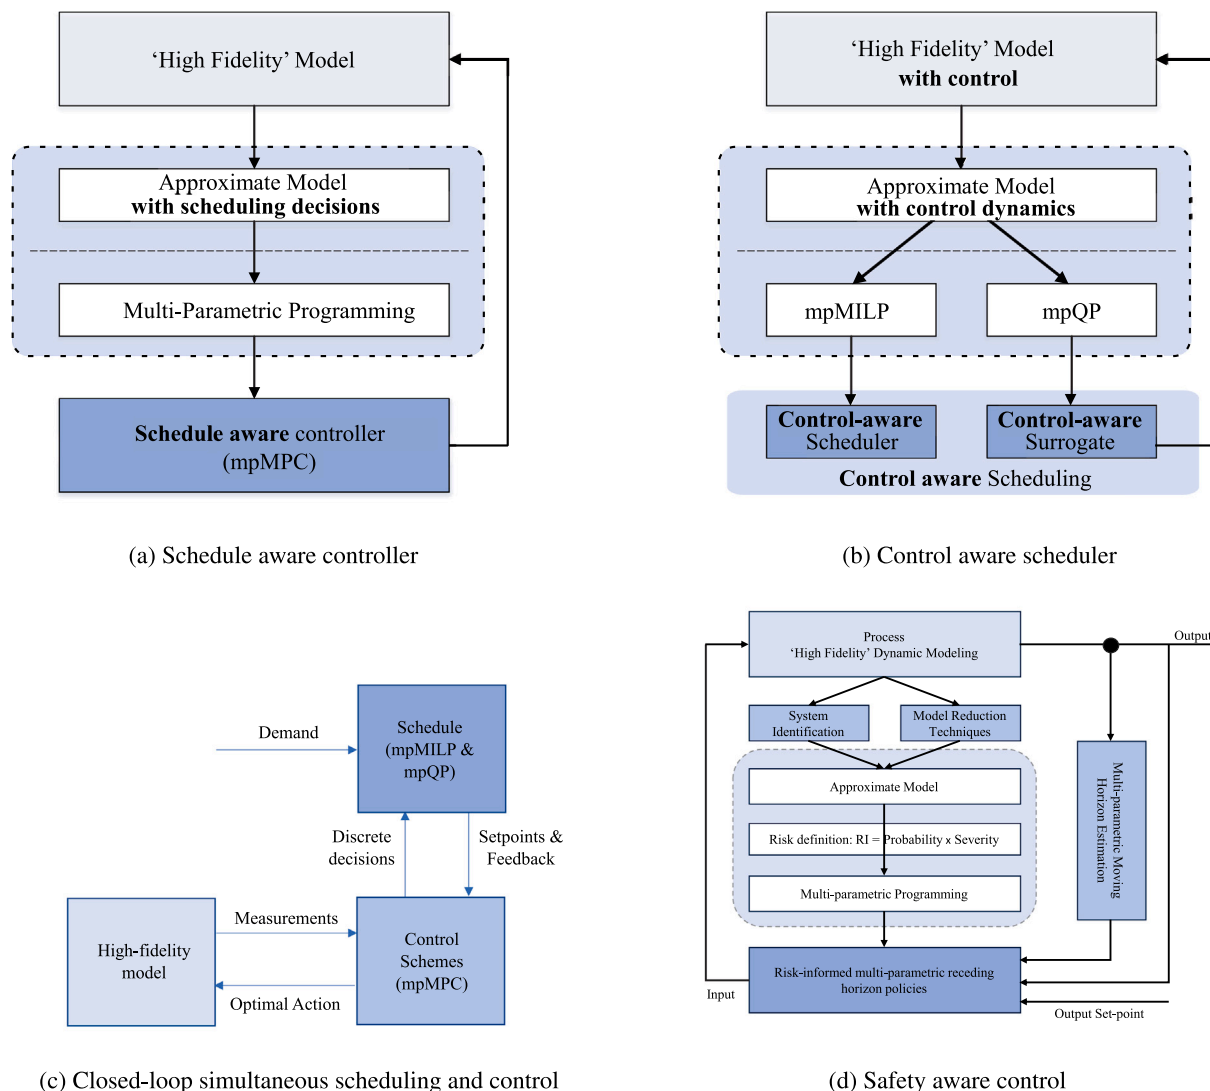 ‘High Fidelity’ Model
Approximate Model
with scheduling decisions
Multi-Parametric Programming
Schedule aware controller
(mpMPC)
(a) Schedule aware controller
‘High Fidelity’ Model
with control
Approximate Model
with control dynamics
mpMILP
mpQP
Control-aware
Scheduler
Control-aware
Surrogate
Control aware Scheduling
(b) Control aware scheduler
Demand
Schedule
(mpMILP &
mpQP)
Discrete
decisions
Setpoints &
Feedback
Measurements
High-fidelity
model
Control
Schemes
(mpMPC)
Optimal Action
(c) Closed-loop simultaneous scheduling and control
Process
‘High Fidelity’ Dynamic Modeling
Output
System
Identification
Model Reduction
Techniques
Approximate Model
Risk definition: RI = Probability x Severity
Multi-parametric Programming
Multi-parametric Moving
Horizon Estimation
Risk-informed multi-parametric receding
horizon policies
Input
Output Set-point
(d) Safety aware control